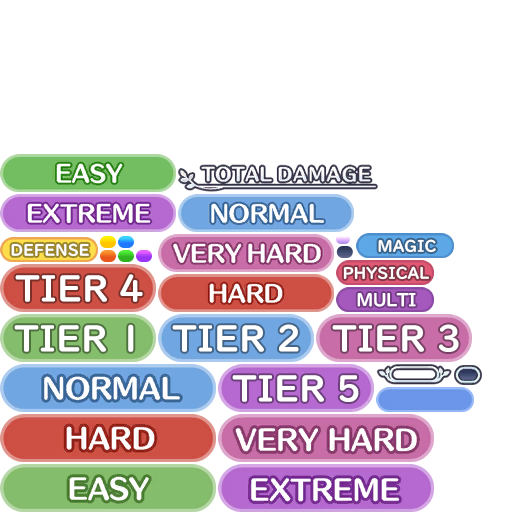 EASY
TOTAL DAMAGE
EXTREME
NORMAL
DEFENSE
VERY HARD
MAGIC
PHYSICAL
TIER 4
HARD
MULTI
TIER 1
TIER 2
TIER 3
NORMAL
TIER 5
HARD
VERY HARD
EASY
EXTREME